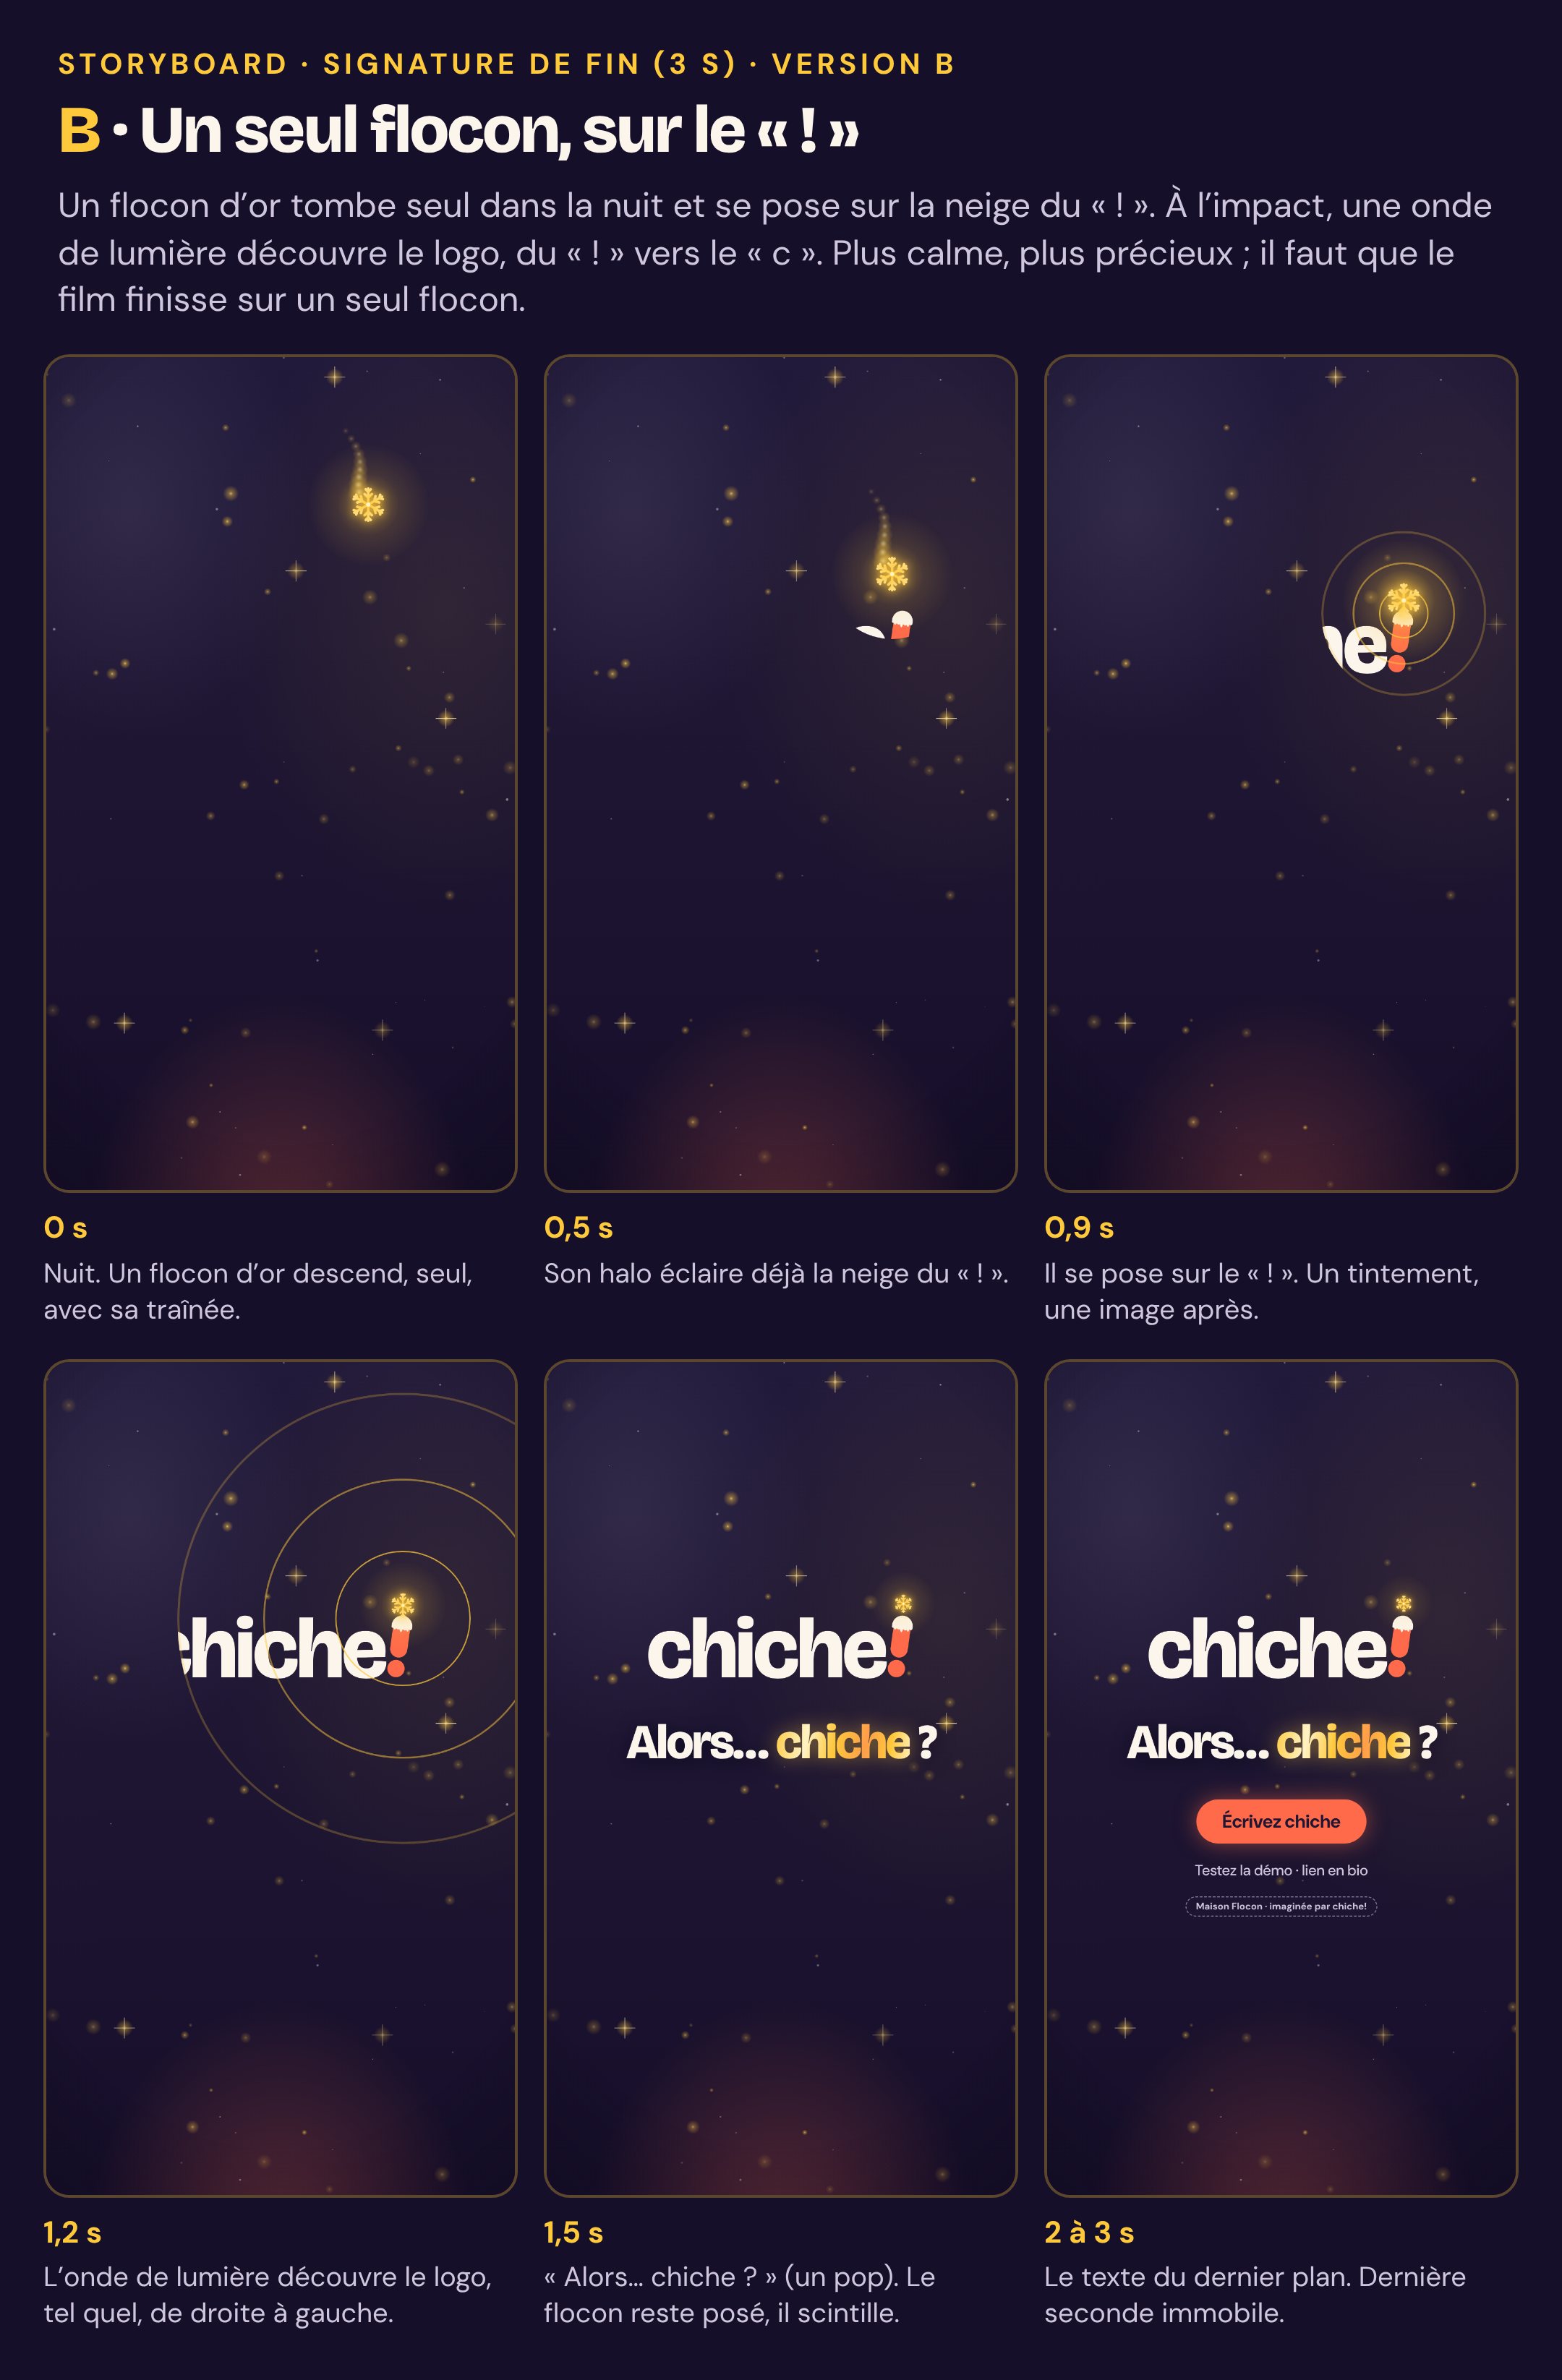 STORYBOARD · SIGNATURE DE FIN (3 S) · VERSION B
B · Un seul flocon, sur le « ! »
Un flocon d’or tombe seul dans la nuit et se pose sur la neige du « ! ». À l’impact, une onde
de lumière découvre le logo, du « ! » vers le « c ». Plus calme, plus précieux ; il faut que le
film finisse sur un seul flocon.
e!
0 s
Nuit. Un flocon d’or descend, seul,
avec sa traînée.
0,5 s
Son halo éclaire déjà la neige du « ! ».
0,9 s
Il se pose sur le « ! ». Un tintement,
une image après.
chiche!
chiche!
Alors... chiche ?
chiche!
Alors... chiche ?
Écrivez chiche
Testez la démo · lien en bio
Maison Flocon · imaginée par chiche!
1,2 s
L’onde de lumière découvre le logo,
tel quel, de droite à gauche.
1,5 s
« Alors... chiche ? » (un pop). Le
flocon reste posé, il scintille.
2 à 3 s
Le texte du dernier plan. Dernière
seconde immobile.